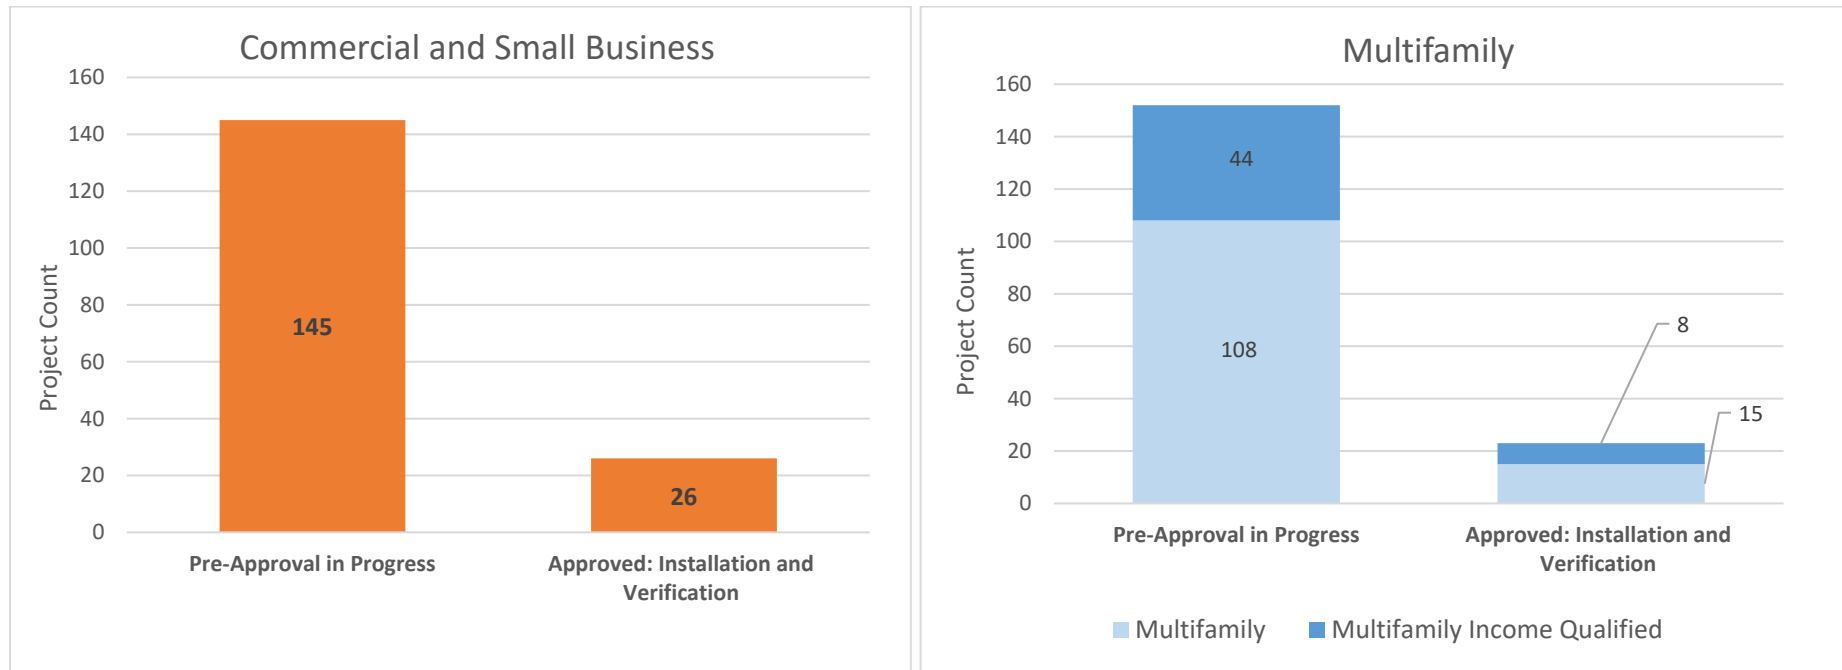 Commercial and Small Business
160
140
120
100
80
60
40
20
0
Project Count
145
26
Pre-Approval in Progress
Approved: Installation and
Verification
Multifamily
160
140
120
100
80
60
40
20
0
Project Count
44
108
8
15
Pre-Approval in Progress
Approved: Installation and
Verification
Multifamily
Multifamily Income Qualified